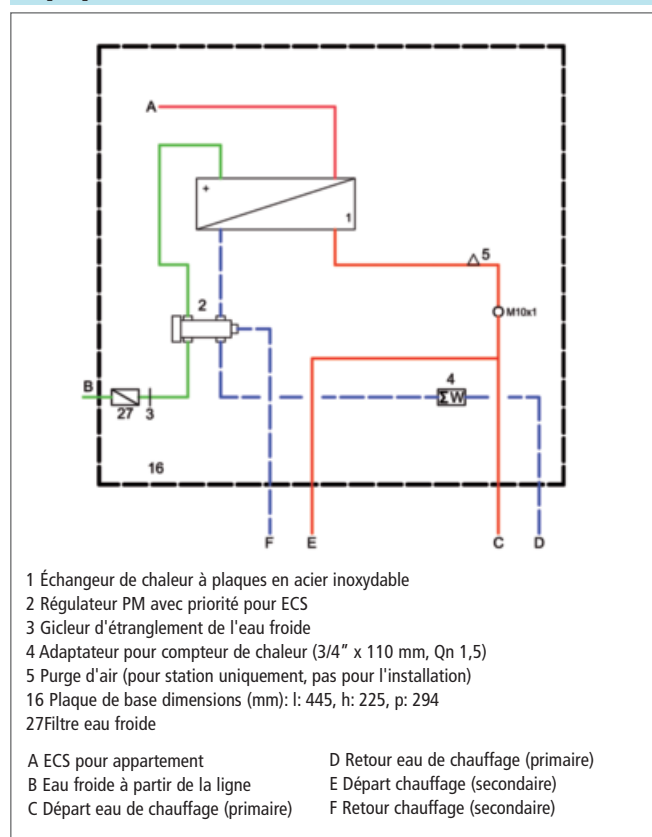 A
+
1
5
M10x1
2
B
4
ΣW
27
3
16
F
E
C
D
1 Échangeur de chaleur à plaques en acier inoxydable
2 Régulateur PM avec priorité pour ECS
3 Gicleur d'étranglement de l'eau froide
4 Adaptateur pour compteur de chaleur (3/4" x 110 mm, Qn 1,5)
5 Purge d'air (pour station uniquement, pas pour l'installation)
16 Plaque de base dimensions (mm): l: 445, h: 225, p: 294
27Filtre eau froide
A ECS pour appartement
B Eau froide à partir de la ligne
C Départ eau de chauffage (primaire)
D Retour eau de chauffage (primaire)
E Départ chauffage (secondaire)
F Retour chauffage (secondaire)